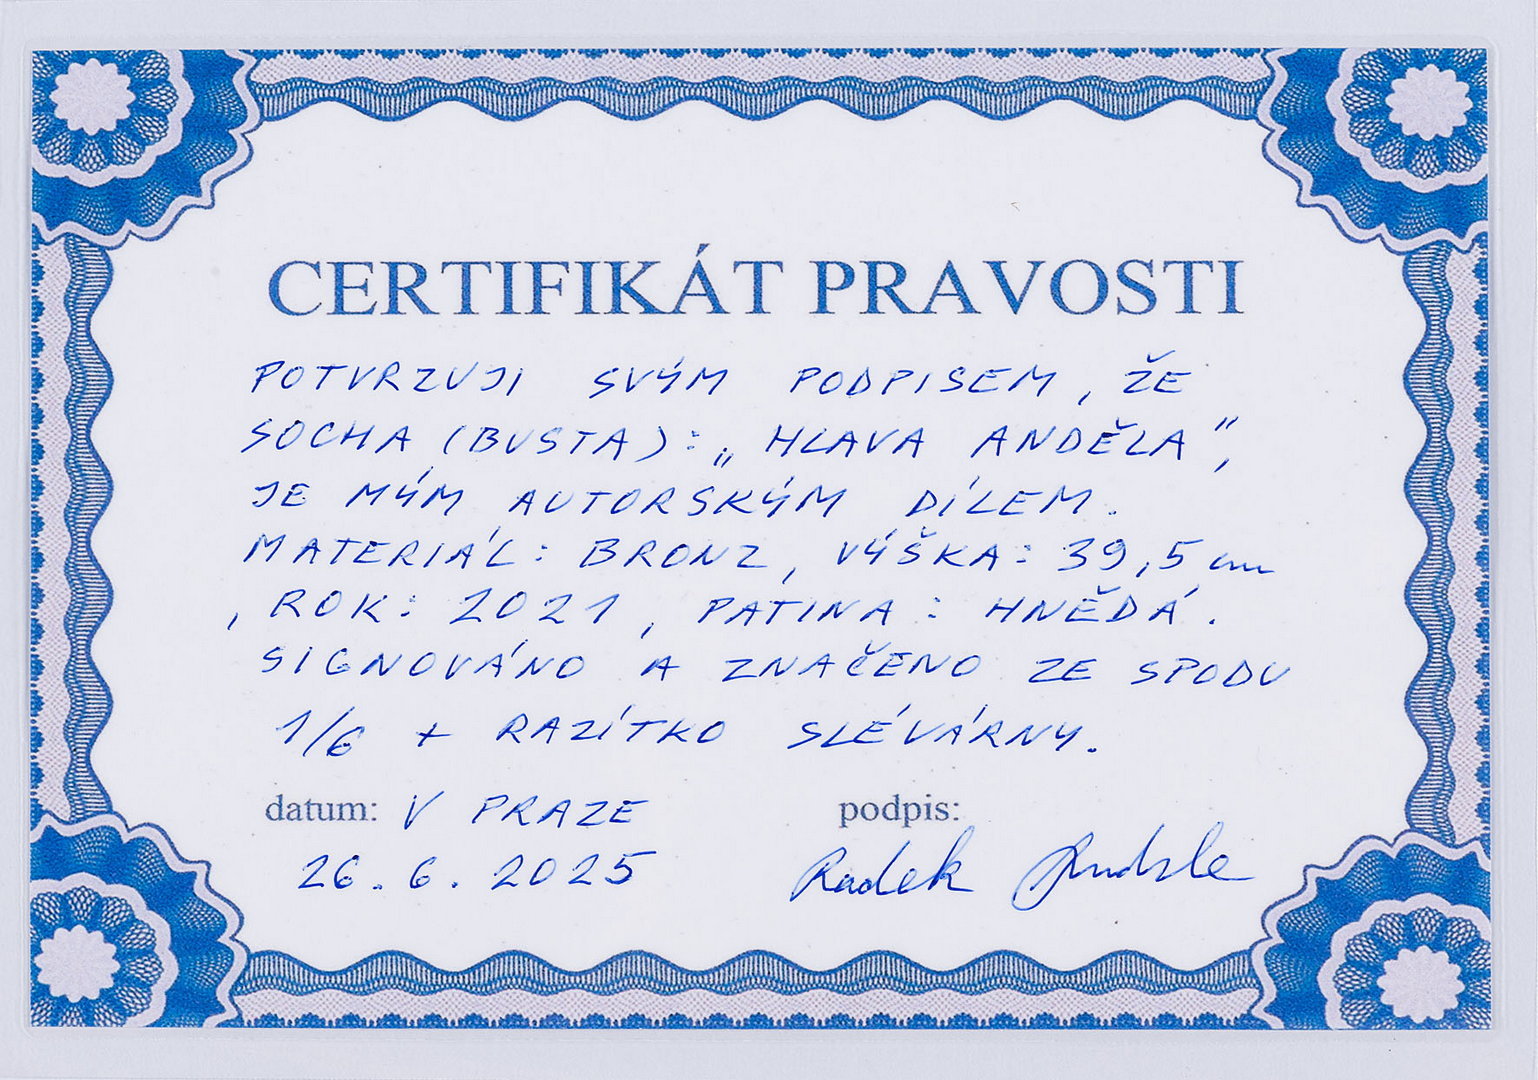 CERTIFIKÁT PRAVOSTI
POTVRZUJI SVÝM PODPISEM, ŽE
SOCHA (BUSTA): „HLAVA ANDĚLA",
JE MÝM AUTORSKÝM DÍLEM.
MATERIÁL: BRONZ, VÝŠKA: 39,5 cm
, ROK: 2021, PATINA: HNĚDÁ.
SIGNOVÁNO A ZNAČENO ZE SPODU
1/6 + RAZÍTKO SLÉVÁRNY.
datum: V PRAZE podpis:
26. 6. 2025 Radek